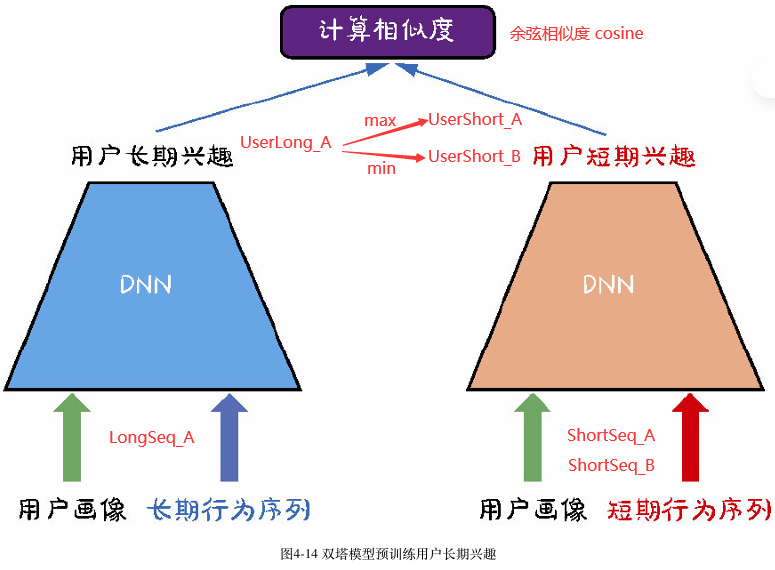 计算相似度
余弦相似度 cosine
用户长期兴趣
UserLong_A
max
min
UserShort_A
UserShort_B
用户短期兴趣
DNN
DNN
LongSeq_A
ShortSeq_A
ShortSeq_B
用户画像
长期行为序列
用户画像
短期行为序列
图4-14 双塔模型预训练用户长期兴趣